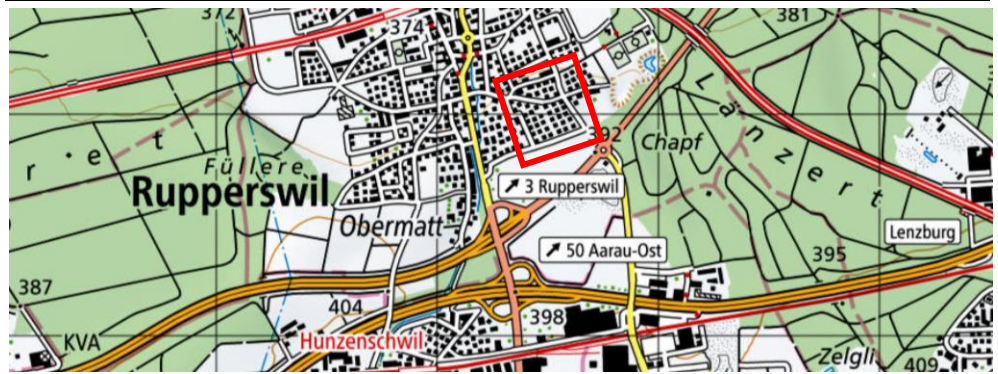 372
374
381
r e t
Füllere
Rupperswil
392
Chapf
Länzert
3 Rupperswil
Obermatt
50 Aarau-Ost
Lenzburg
395
387
404
398
KVA
Hunzenschwil
Zelgli
409